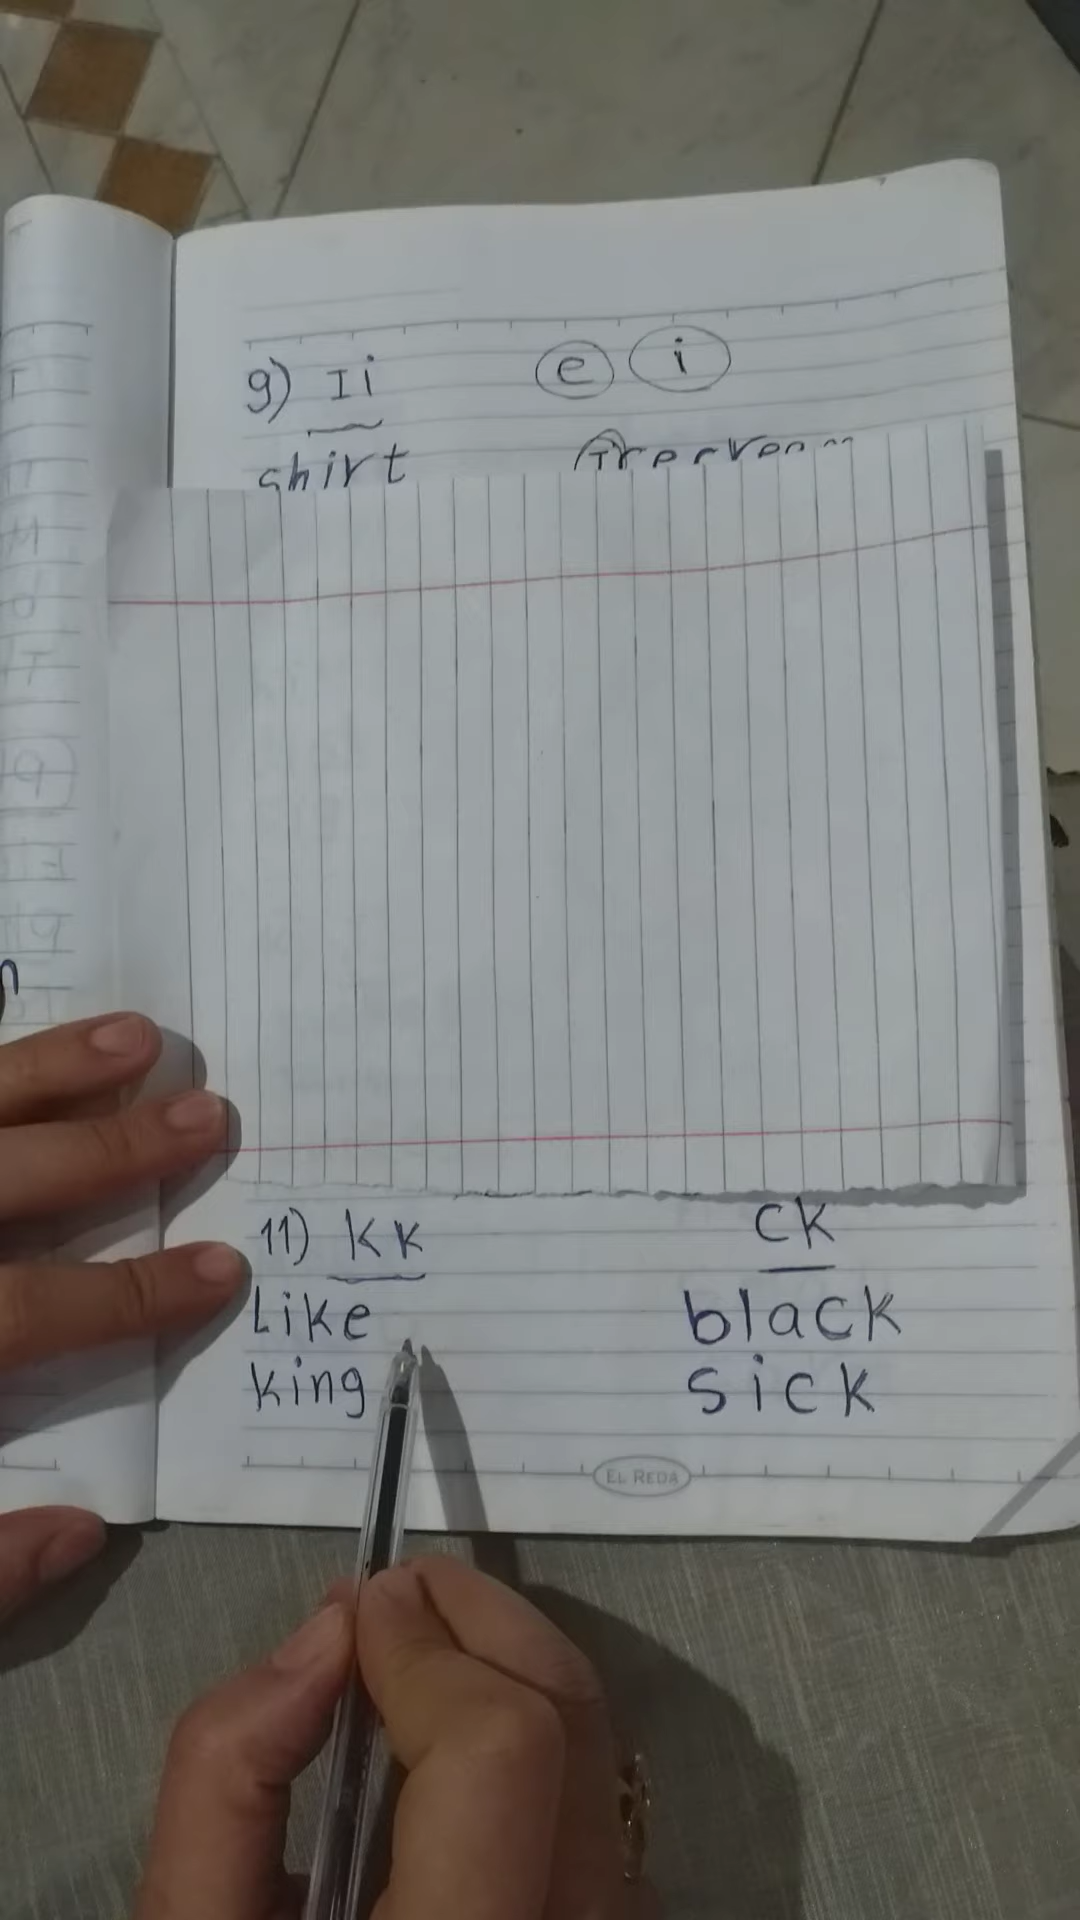 9) Ii e i
shirt
11) Kk ck
Like black
king sick
EL REDA